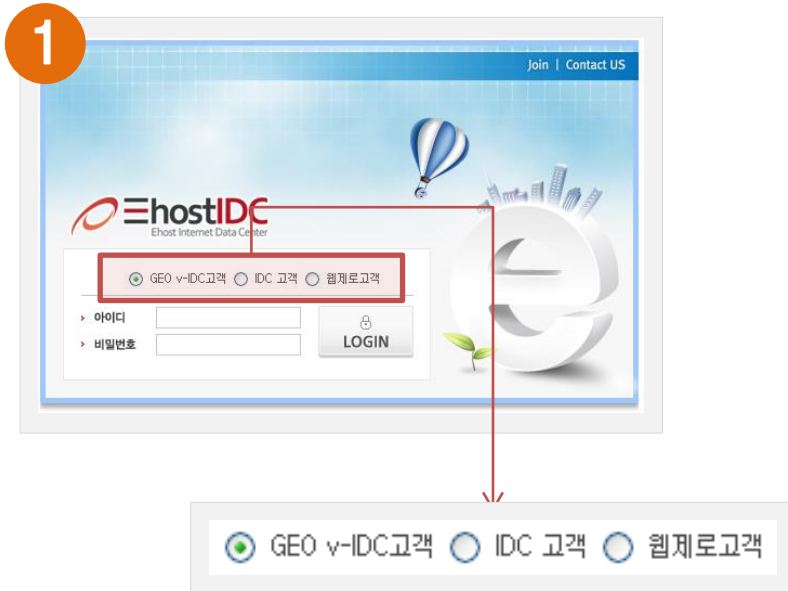 1
Join | Contact US
EhostIDC
Ehost Internet Data Center
GEO v-IDC고객 IDC 고객 웹제로고객
아이디
비밀번호
LOGIN
GEO v-IDC고객 IDC 고객 웹제로고객